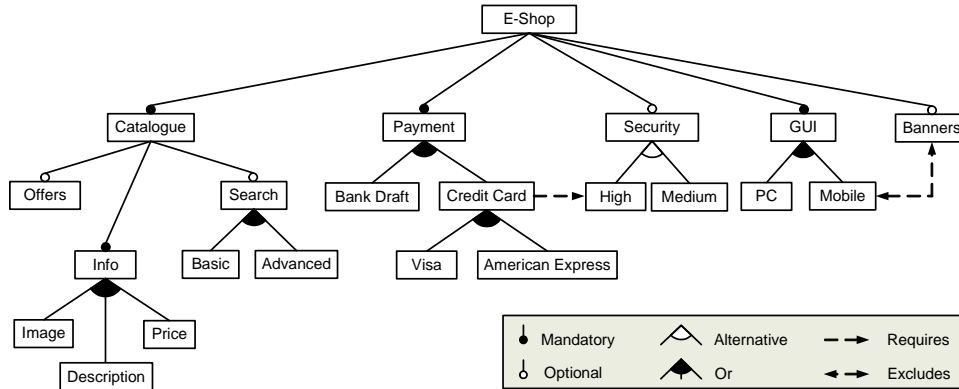 E-Shop
Catalogue
Payment
Security
GUI
Banners
Offers
Search
Bank Draft
Credit Card
High
Medium
PC
Mobile
Info
Basic
Advanced
Visa
American Express
Image
Price
Description
Mandatory
Alternative
Requires
Optional
Or
Excludes